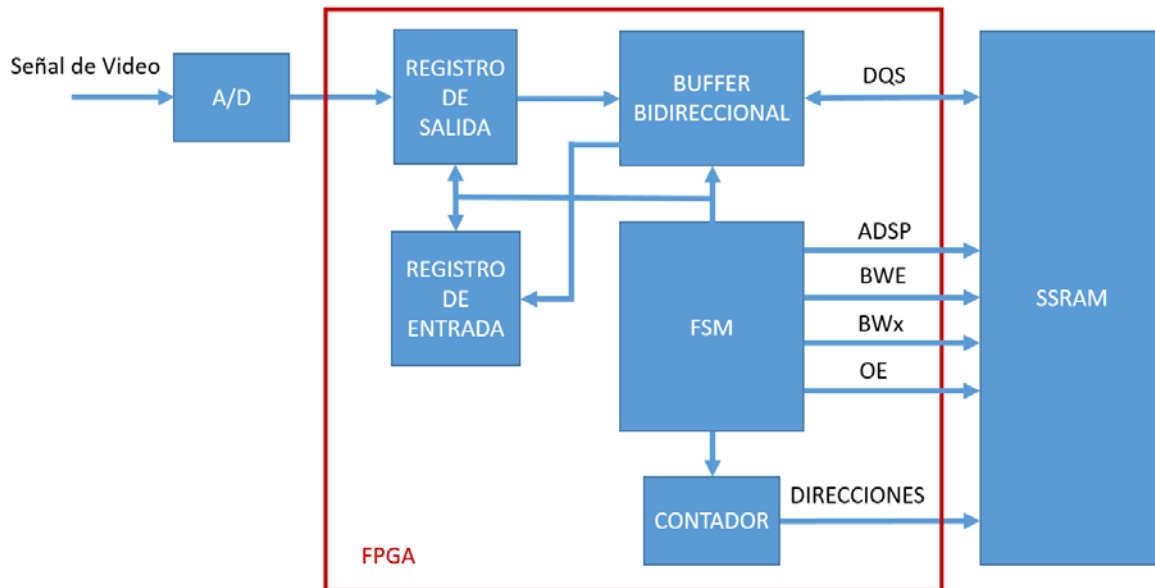 Señal de Video
A/D
REGISTRO
DE
SALIDA
BUFFER
BIDIRECCIONAL
DQS
REGISTRO
DE
ENTRADA
FSM
ADSP
BWE
BWx
OE
SSRAM
CONTADOR
DIRECCIONES
FPGA